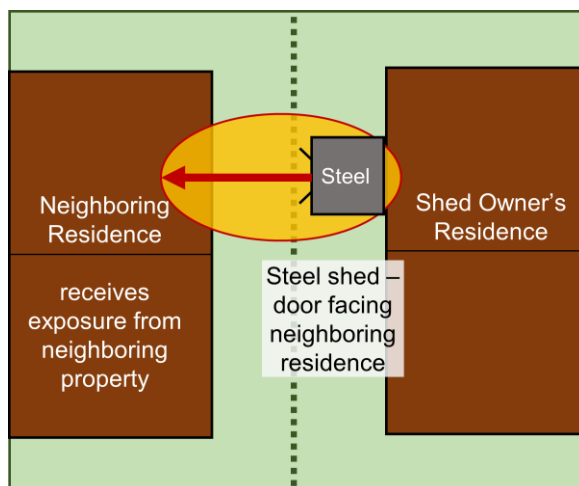 Steel
Neighboring
Residence
Shed Owner's
Residence
receives
exposure from
neighboring
property
Steel shed –
door facing
neighboring
residence